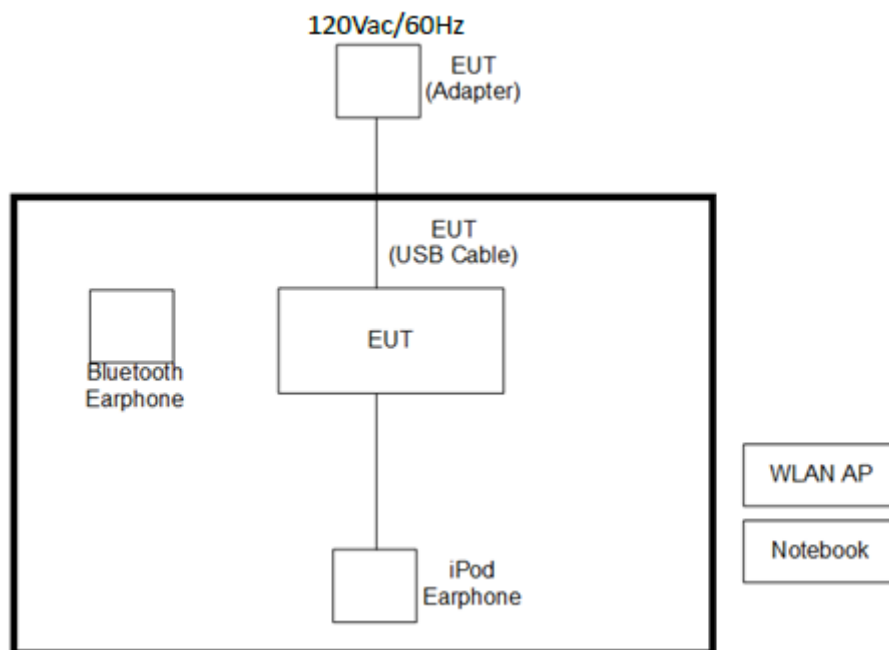 120Vac/60Hz
EUT
(Adapter)
EUT
(USB Cable)
EUT
Bluetooth
Earphone
WLAN AP
Notebook
iPod
Earphone